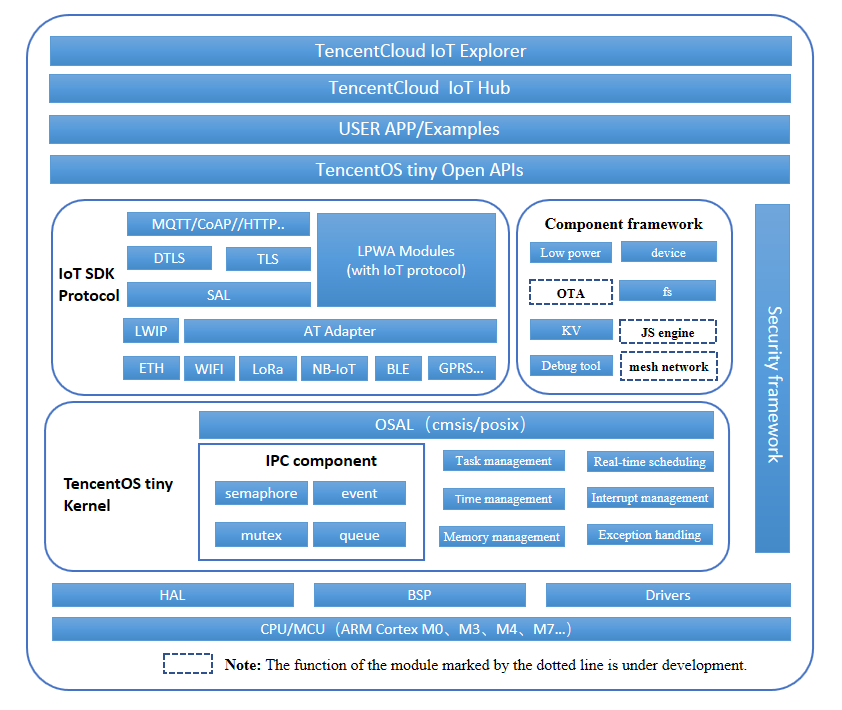 TencentCloud IoT Explorer
TencentCloud IoT Hub
USER APP/Examples
TencentOS tiny Open APIs
IoT SDK
Protocol
MQTT/CoAP//HTTP..
DTLS
TLS
SAL
LPWA Modules
(with IoT protocol)
LWIP
AT Adapter
ETH
WIFI
LoRa
NB-IoT
BLE
GPRS...
Component framework
Low power
device
OTA
fs
KV
JS engine
Debug tool
mesh network
Security framework
TencentOS tiny
Kernel
OSAL（cmsis/posix）
IPC component
semaphore
event
mutex
queue
Task management
Real-time scheduling
Time management
Interrupt management
Memory management
Exception handling
HAL
BSP
Drivers
CPU/MCU（ARM Cortex M0、M3、M4、M7...）
Note: The function of the module marked by the dotted line is under development.